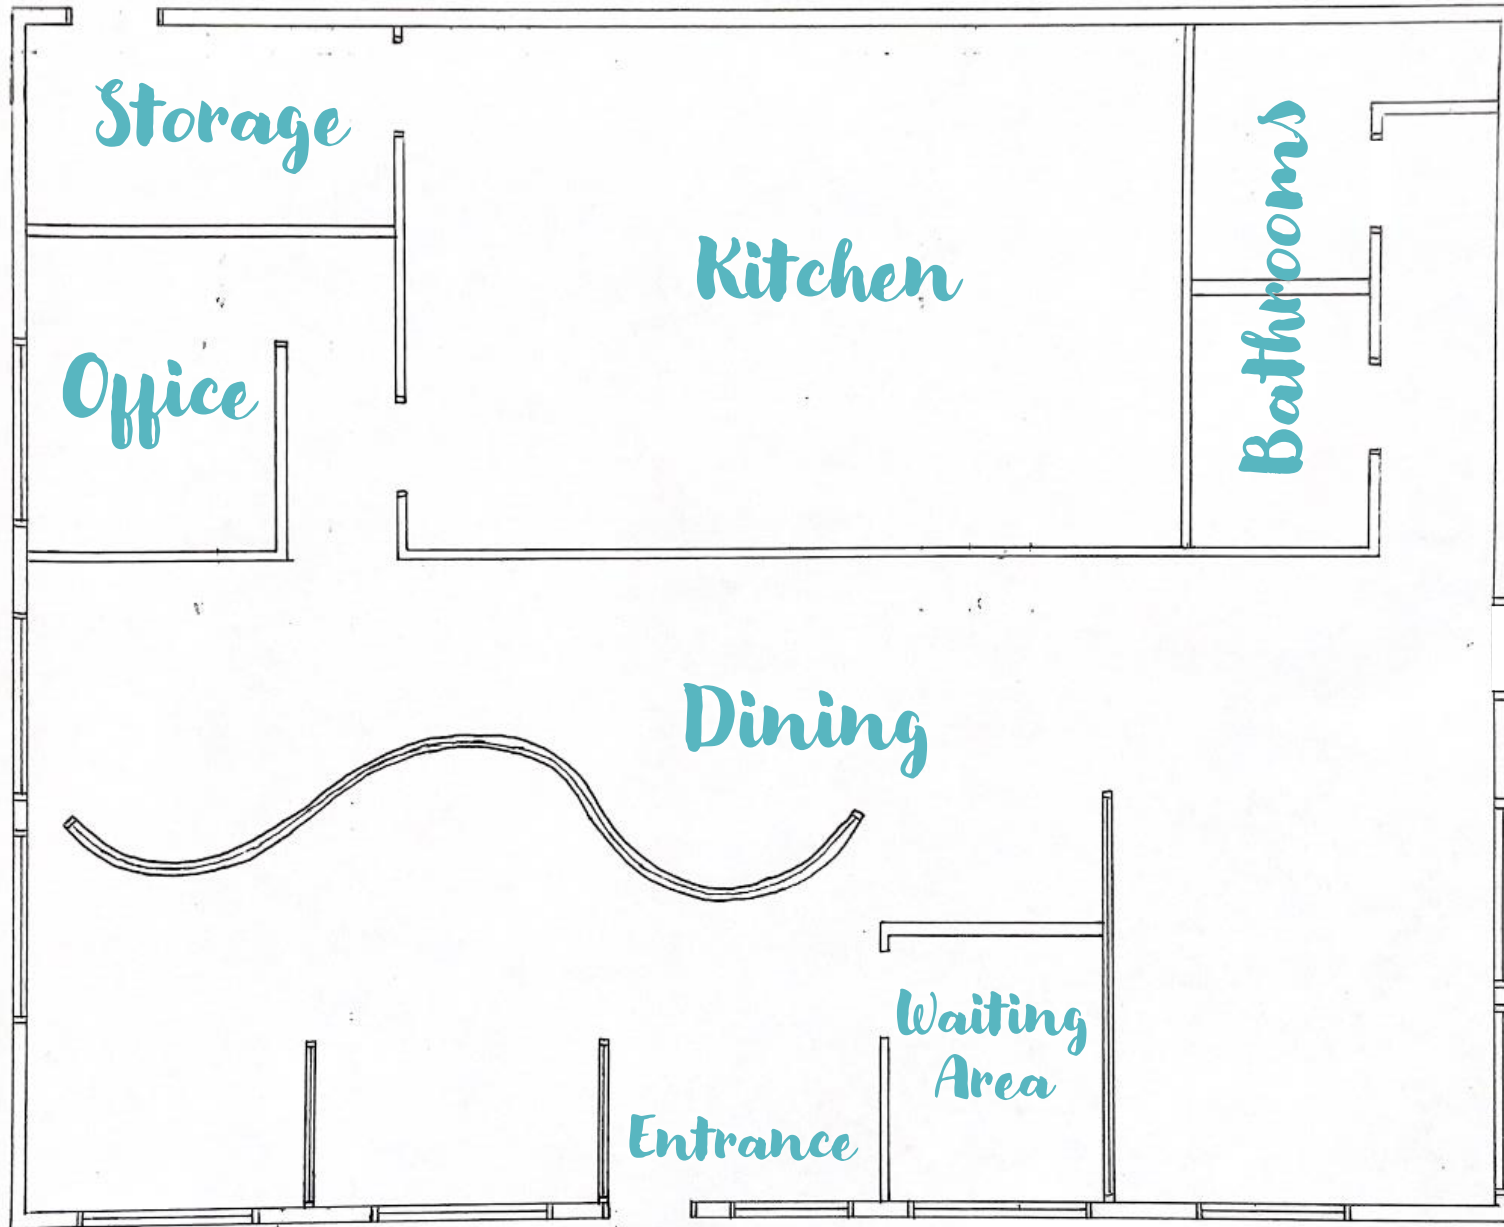 Storage
Kitchen
Bathrooms
Office
Dining
Waiting
Area
Entrance